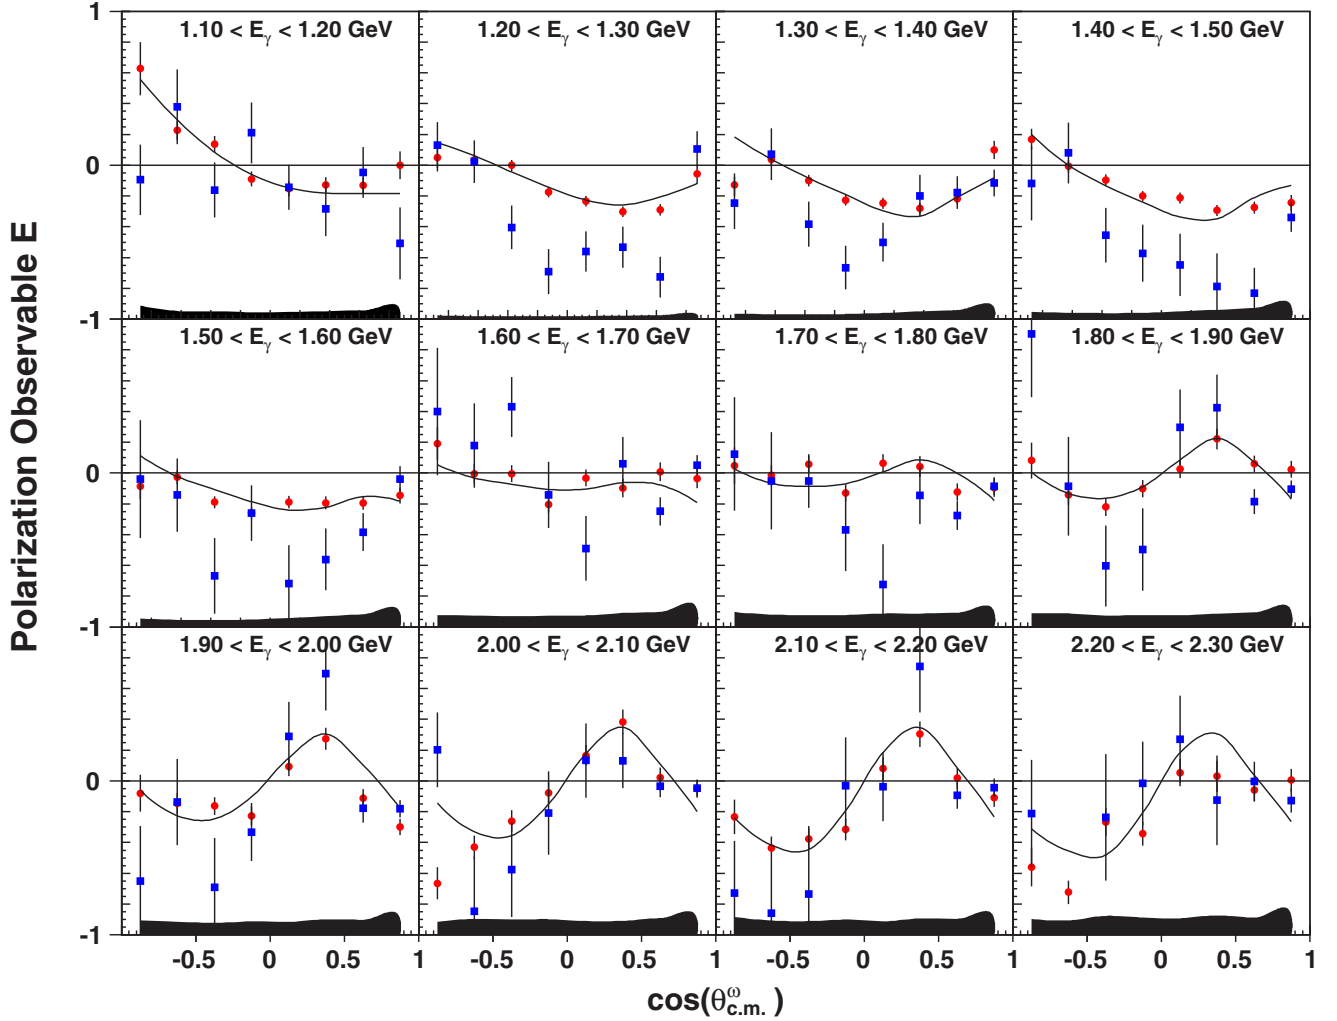 Polarization Observable E
1
1.10 < Eγ < 1.20 GeV
1.20 < Eγ < 1.30 GeV
1.30 < Eγ < 1.40 GeV
1.40 < Eγ < 1.50 GeV
0
-1
1.50 < Eγ < 1.60 GeV
1.60 < Eγ < 1.70 GeV
1.70 < Eγ < 1.80 GeV
1.80 < Eγ < 1.90 GeV
0
-1
1.90 < Eγ < 2.00 GeV
2.00 < Eγ < 2.10 GeV
2.10 < Eγ < 2.20 GeV
2.20 < Eγ < 2.30 GeV
0
-1
-0.5 0 0.5 1 -0.5 0 0.5 1 -0.5 0 0.5 1 -0.5 0 0.5 1
cos(θ^ω_c.m.)